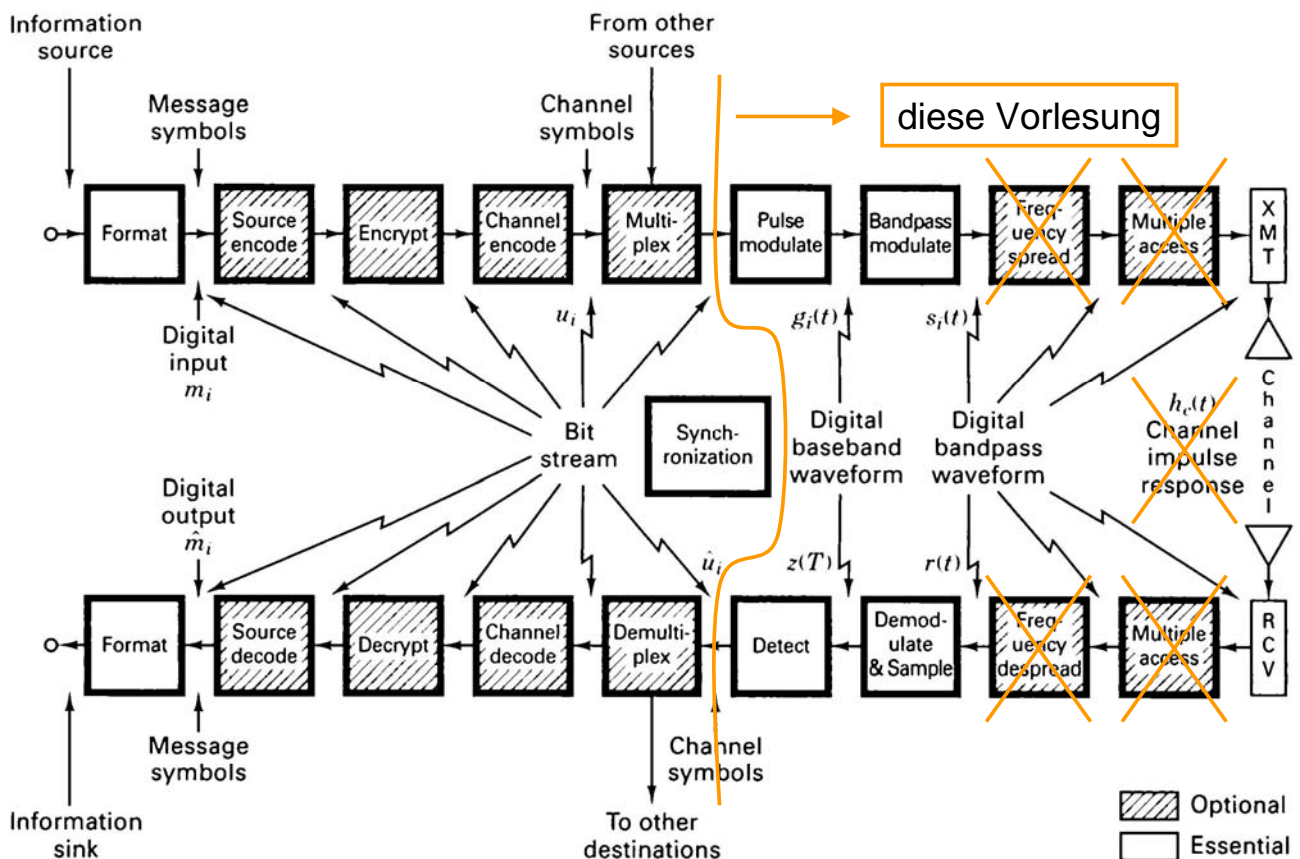 Information
source
From other
sources
diese Vorlesung
Message
symbols
Channel
symbols
Format
Source
encode
Encrypt
Channel
encode
Multi-
plex
Pulse
modulate
Bandpass
modulate
Freq-
uency
spread
Multiple
access
X
M
T
Digital
input
m_i
u_i
g_i(t)
s_i(t)
Bit
stream
Synch-
ronization
Digital
baseband
waveform
Digital
bandpass
waveform
h_c(t)
Channel
impulse
response
C
h
a
n
n
e
l
Digital
output
m̂_i
û_i
z(T)
r(t)
Format
Source
decode
Decrypt
Channel
decode
Demulti-
plex
Detect
Demod-
ulate
& Sample
Freq-
uency
despread
Multiple
access
R
C
V
Message
symbols
Channel
symbols
Information
sink
To other
destinations
Optional
Essential